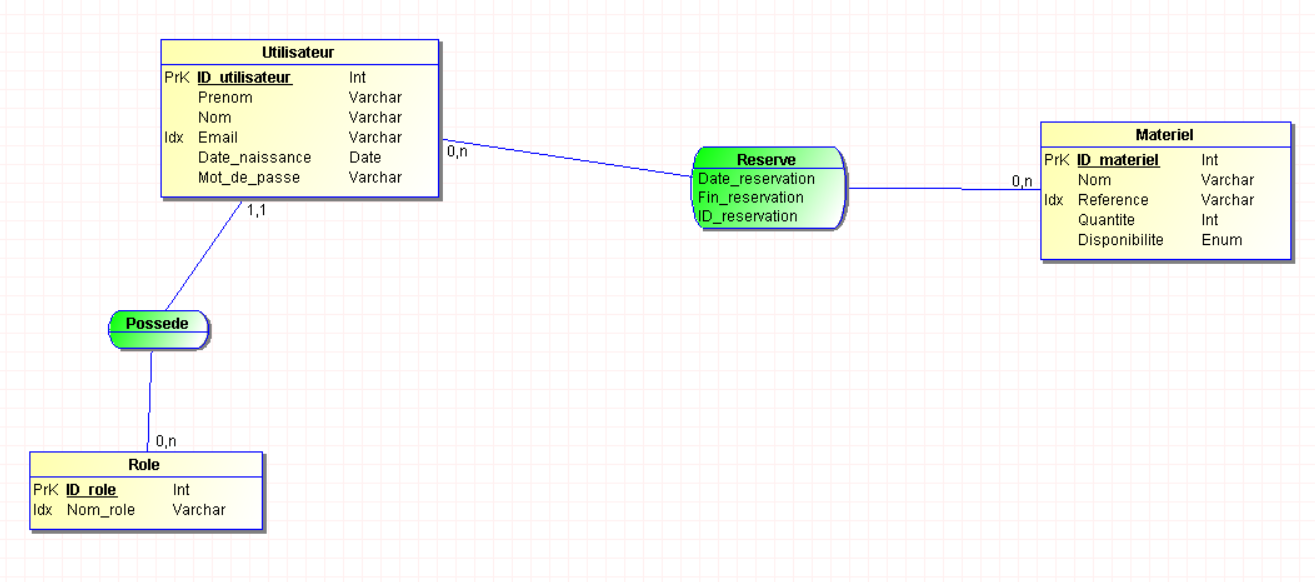 Utilisateur
PrK ID_utilisateur Int
Prenom Varchar
Nom Varchar
Idx Email Varchar
Date_naissance Date
Mot_de_passe Varchar
0,n
1,1
Reserve
Date_reservation
Fin_reservation
ID_reservation
0,n
Materiel
PrK ID_materiel Int
Nom Varchar
Idx Reference Varchar
Quantite Int
Disponibilite Enum
Possede
0,n
Role
PrK ID_role Int
Idx Nom_role Varchar